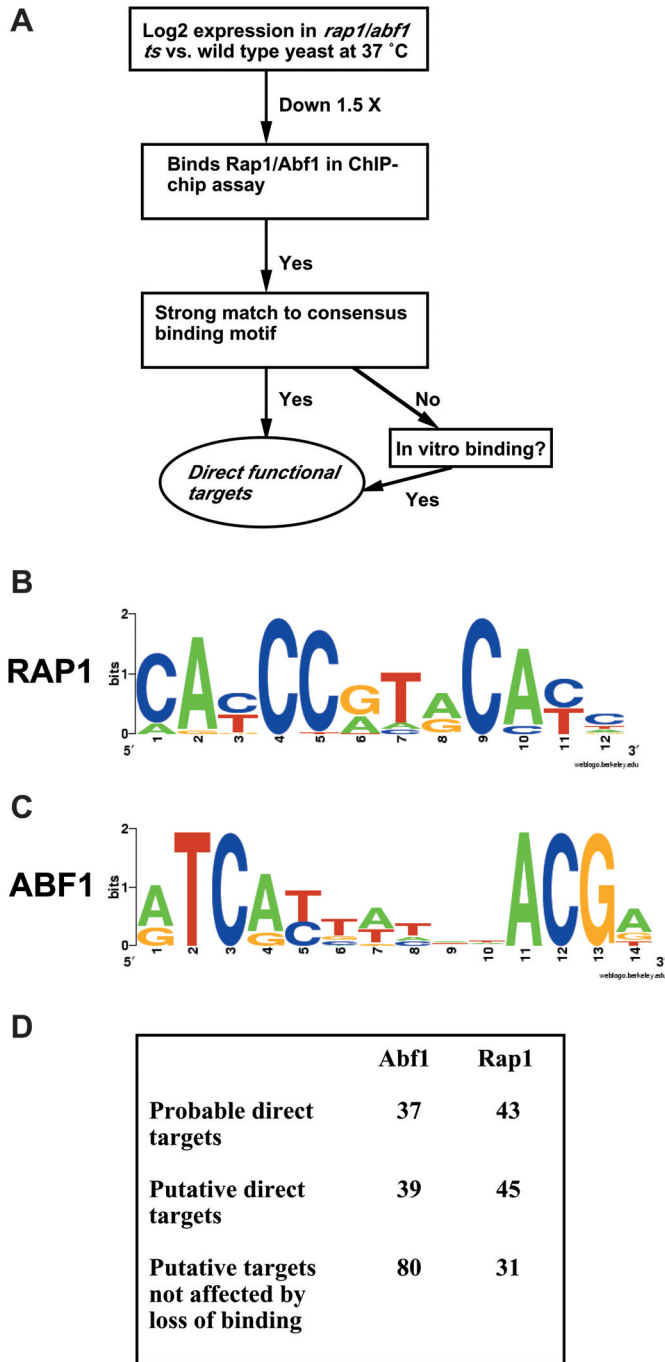 A
Log2 expression in rap1/abf1
ts vs. wild type yeast at 37 ˚C
Down 1.5 X
Binds Rap1/Abf1 in ChIP-
chip assay
Yes
Strong match to consensus
binding motif
Yes
No
In vitro binding?
Direct functional
targets
Yes
B
RAP1
bits
2
1
0
CACCCGTACACC
ATTAAGCTT
5′
1 2 3 4 5 6 7 8 9 10 11 12
3′
weblogo.berkeley.edu
C
ABF1
bits
2
1
0
ATCATTATACGA
GGCTAG
5′
1 2 3 4 5 6 7 8 9 10 11 12 13 14
3′
weblogo.berkeley.edu
D
Abf1 Rap1
Probable direct 37 43
targets
Putative direct 39 45
targets
Putative targets 80 31
not affected by
loss of binding